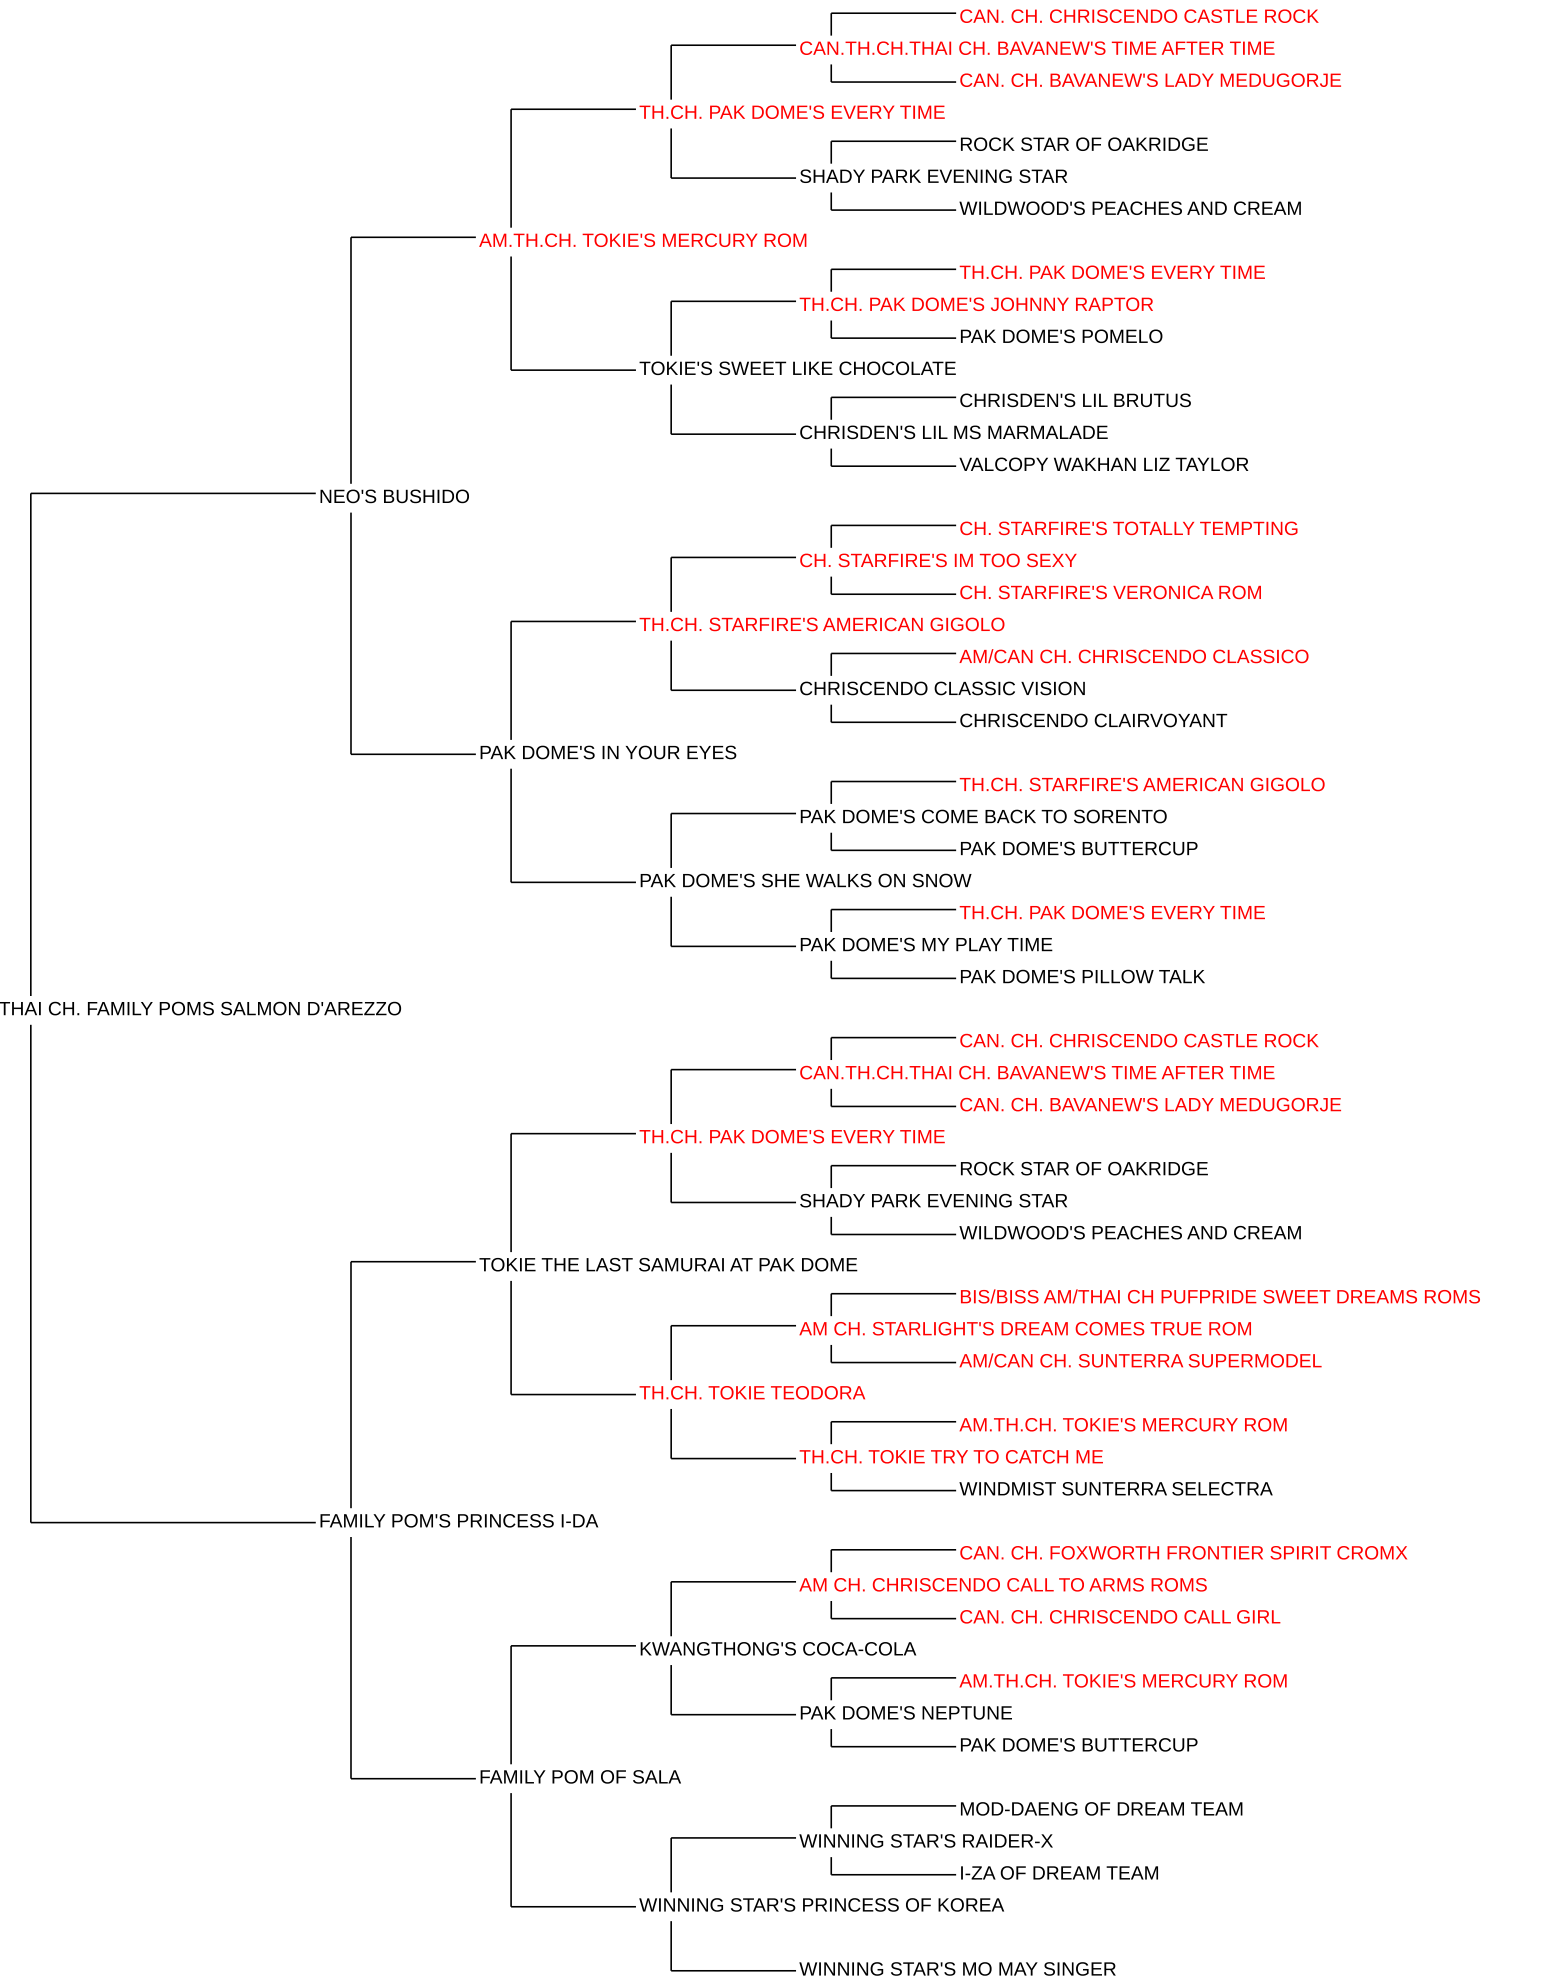 CAN. CH. CHRISCENDO CASTLE ROCK
CAN.TH.CH.THAI CH. BAVANEW'S TIME AFTER TIME
CAN. CH. BAVANEW'S LADY MEDUGORJE
TH.CH. PAK DOME'S EVERY TIME
ROCK STAR OF OAKRIDGE
SHADY PARK EVENING STAR
WILDWOOD'S PEACHES AND CREAM
AM.TH.CH. TOKIE'S MERCURY ROM
TH.CH. PAK DOME'S EVERY TIME
TH.CH. PAK DOME'S JOHNNY RAPTOR
PAK DOME'S POMELO
TOKIE'S SWEET LIKE CHOCOLATE
CHRISDEN'S LIL BRUTUS
CHRISDEN'S LIL MS MARMALADE
VALCOPY WAKHAN LIZ TAYLOR
NEO'S BUSHIDO
CH. STARFIRE'S TOTALLY TEMPTING
CH. STARFIRE'S IM TOO SEXY
CH. STARFIRE'S VERONICA ROM
TH.CH. STARFIRE'S AMERICAN GIGOLO
AM/CAN CH. CHRISCENDO CLASSICO
CHRISCENDO CLASSIC VISION
CHRISCENDO CLAIRVOYANT
PAK DOME'S IN YOUR EYES
TH.CH. STARFIRE'S AMERICAN GIGOLO
PAK DOME'S COME BACK TO SORENTO
PAK DOME'S BUTTERCUP
PAK DOME'S SHE WALKS ON SNOW
TH.CH. PAK DOME'S EVERY TIME
PAK DOME'S MY PLAY TIME
PAK DOME'S PILLOW TALK
THAI CH. FAMILY POMS SALMON D'AREZZO
CAN. CH. CHRISCENDO CASTLE ROCK
CAN.TH.CH.THAI CH. BAVANEW'S TIME AFTER TIME
CAN. CH. BAVANEW'S LADY MEDUGORJE
TH.CH. PAK DOME'S EVERY TIME
ROCK STAR OF OAKRIDGE
SHADY PARK EVENING STAR
WILDWOOD'S PEACHES AND CREAM
TOKIE THE LAST SAMURAI AT PAK DOME
BIS/BISS AM/THAI CH PUFPRIDE SWEET DREAMS ROMS
AM CH. STARLIGHT'S DREAM COMES TRUE ROM
AM/CAN CH. SUNTERRA SUPERMODEL
TH.CH. TOKIE TEODORA
AM.TH.CH. TOKIE'S MERCURY ROM
TH.CH. TOKIE TRY TO CATCH ME
WINDMIST SUNTERRA SELECTRA
FAMILY POM'S PRINCESS I-DA
CAN. CH. FOXWORTH FRONTIER SPIRIT CROMX
AM CH. CHRISCENDO CALL TO ARMS ROMS
CAN. CH. CHRISCENDO CALL GIRL
KWANGTHONG'S COCA-COLA
AM.TH.CH. TOKIE'S MERCURY ROM
PAK DOME'S NEPTUNE
PAK DOME'S BUTTERCUP
FAMILY POM OF SALA
MOD-DAENG OF DREAM TEAM
WINNING STAR'S RAIDER-X
I-ZA OF DREAM TEAM
WINNING STAR'S PRINCESS OF KOREA
WINNING STAR'S MO MAY SINGER